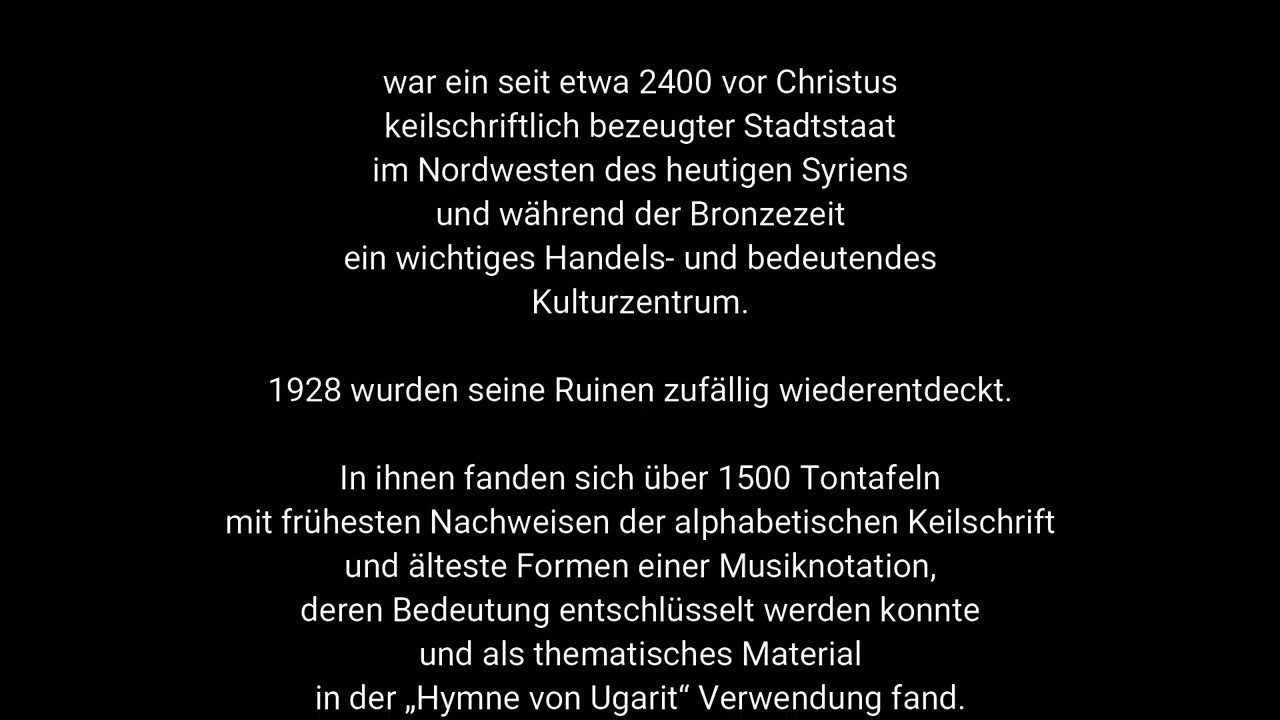 war ein seit etwa 2400 vor Christus
keilschriftlich bezeugter Stadtstaat
im Nordwesten des heutigen Syriens
und während der Bronzezeit
ein wichtiges Handels- und bedeutendes
Kulturzentrum.
1928 wurden seine Ruinen zufällig wiederentdeckt.
In ihnen fanden sich über 1500 Tontafeln
mit frühesten Nachweisen der alphabetischen Keilschrift
und älteste Formen einer Musiknotation,
deren Bedeutung entschlüsselt werden konnte
und als thematisches Material
in der „Hymne von Ugarit“ Verwendung fand.